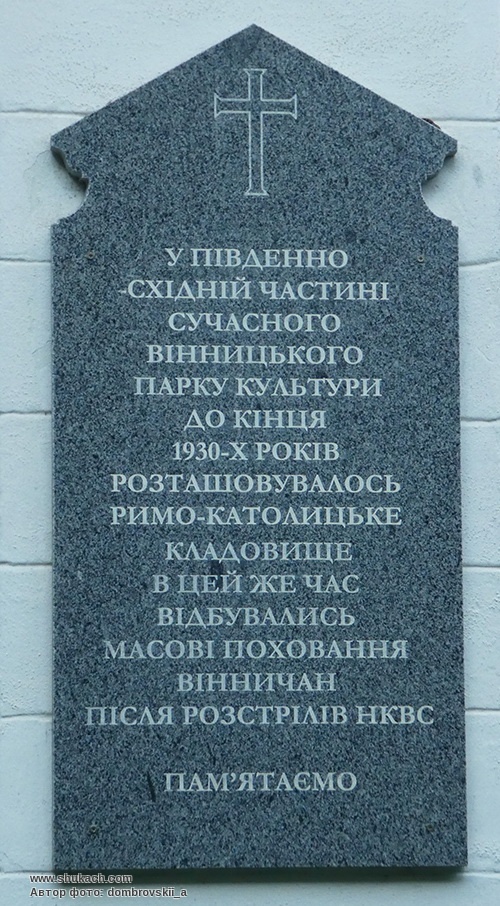 У ПІВДЕННО
-СХІДНІЙ ЧАСТИНІ
СУЧАСНОГО
ВІННИЦЬКОГО
ПАРКУ КУЛЬТУРИ
ДО КІНЦЯ
1930-Х РОКІВ
РОЗТАШОВУВАЛОСЬ
РИМО-КАТОЛИЦЬКЕ
КЛАДОВИЩЕ
В ЦЕЙ ЖЕ ЧАС
ВІДБУВАЛИСЬ
МАСОВІ ПОХОВАННЯ
ВІННИЧАН
ПІСЛЯ РОЗСТРІЛІВ НКВС
ПАМ'ЯТАЄМО
www.shukach.com
Автор фото: dombrovskii_a